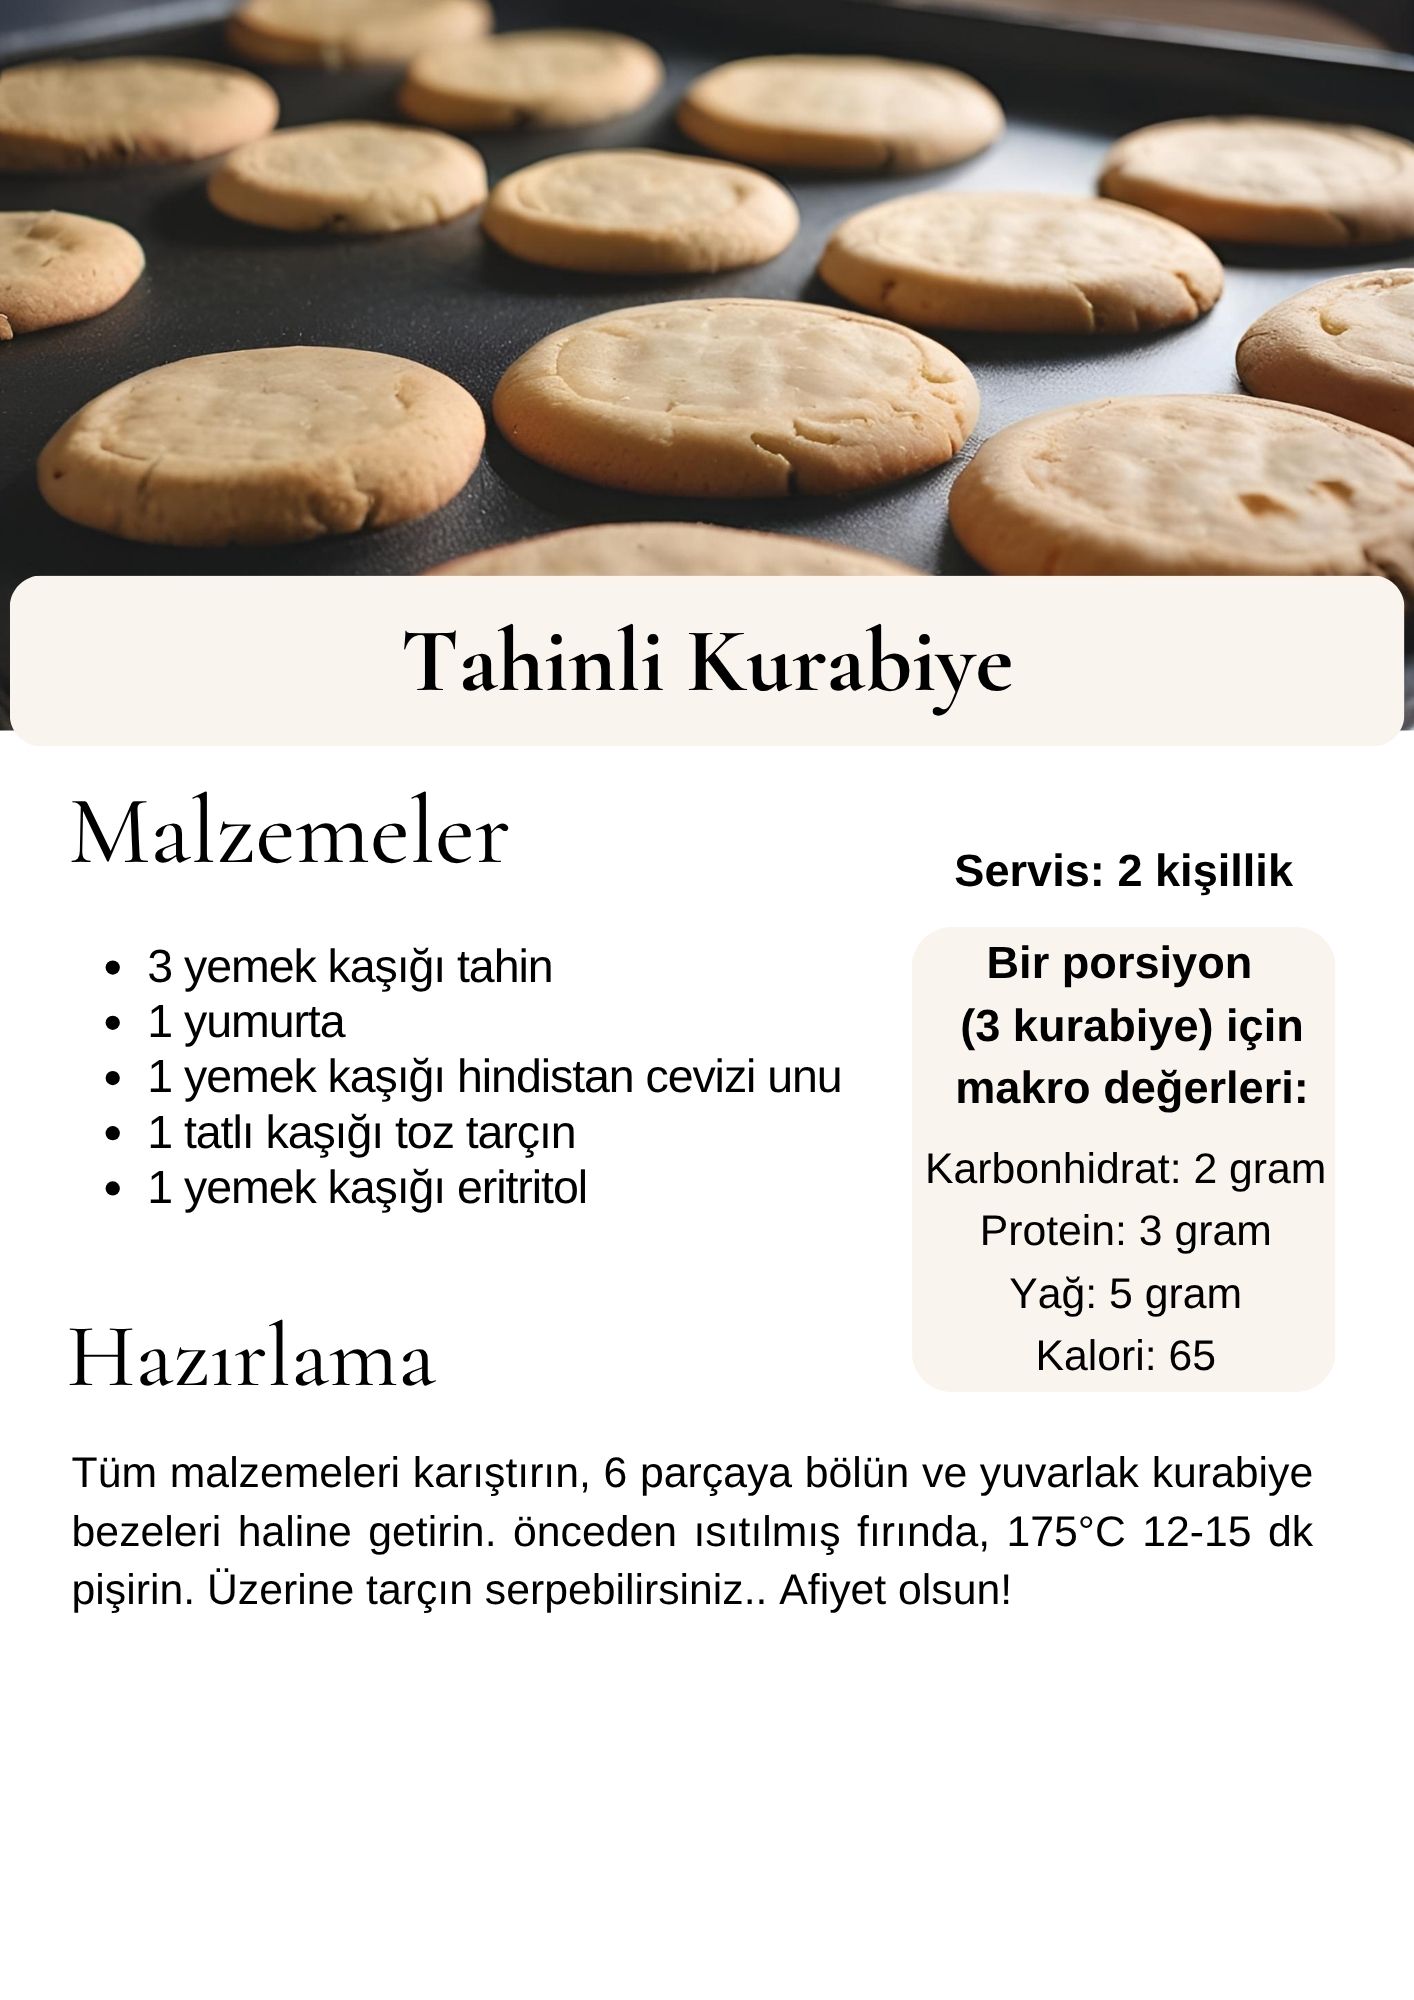 Tahinli Kurabiye
Malzemeler
Servis: 2 kişillik
• 3 yemek kaşığı tahin
• 1 yumurta
• 1 yemek kaşığı hindistan cevizi unu
• 1 tatlı kaşığı toz tarçın
• 1 yemek kaşığı eritritol
Bir porsiyon
(3 kurabiye) için
makro değerleri:
Karbonhidrat: 2 gram
Protein: 3 gram
Yağ: 5 gram
Kalori: 65
Hazırlama
Tüm malzemeleri karıştırın, 6 parçaya bölün ve yuvarlak kurabiye
bezeleri haline getirin. önceden ısıtılmış fırında, 175°C 12-15 dk
pişirin. Üzerine tarçın serpebilirsiniz.. Afiyet olsun!